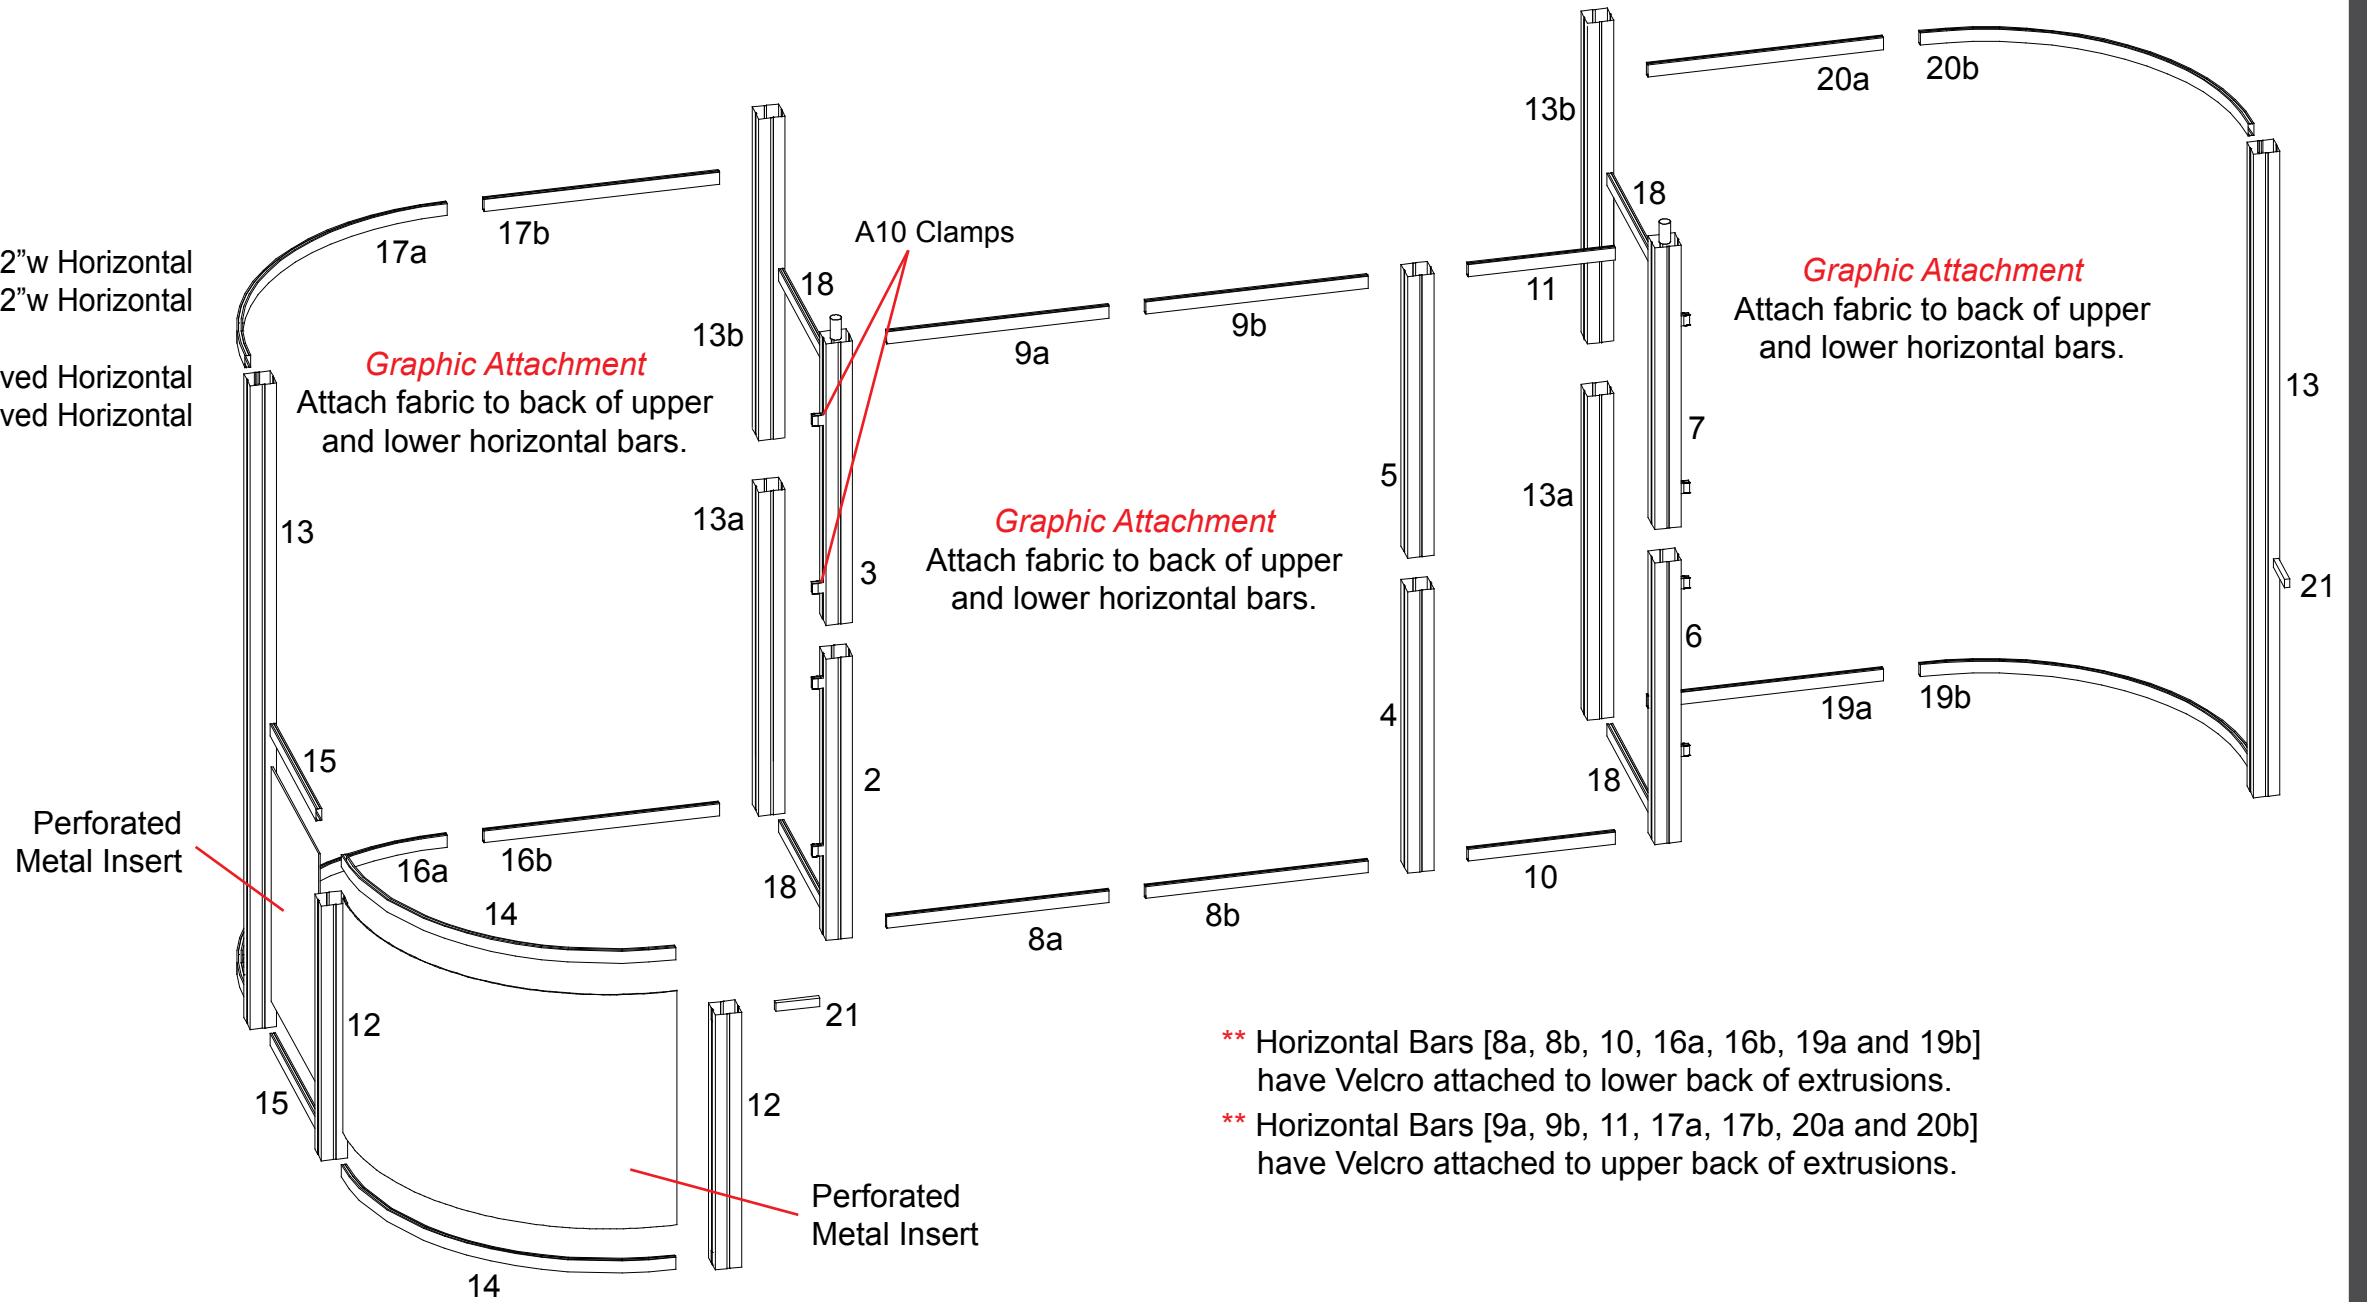 20a
20b
13b
18
17a
17b
A10 Clamps
2”w Horizontal
2”w Horizontal
ved Horizontal
ved Horizontal
18
11
9b
9a
13b
Graphic Attachment
Attach fabric to back of upper
and lower horizontal bars.
Graphic Attachment
Attach fabric to back of upper
and lower horizontal bars.
13
7
5
13a
13a
13
3
Graphic Attachment
Attach fabric to back of upper
and lower horizontal bars.
21
6
4
19a
19b
15
2
18
Perforated
Metal Insert
16a
16b
18
10
14
8a
8b
12
21
15
12
** Horizontal Bars [8a, 8b, 10, 16a, 16b, 19a and 19b]
have Velcro attached to lower back of extrusions.
** Horizontal Bars [9a, 9b, 11, 17a, 17b, 20a and 20b]
have Velcro attached to upper back of extrusions.
Perforated
Metal Insert
14